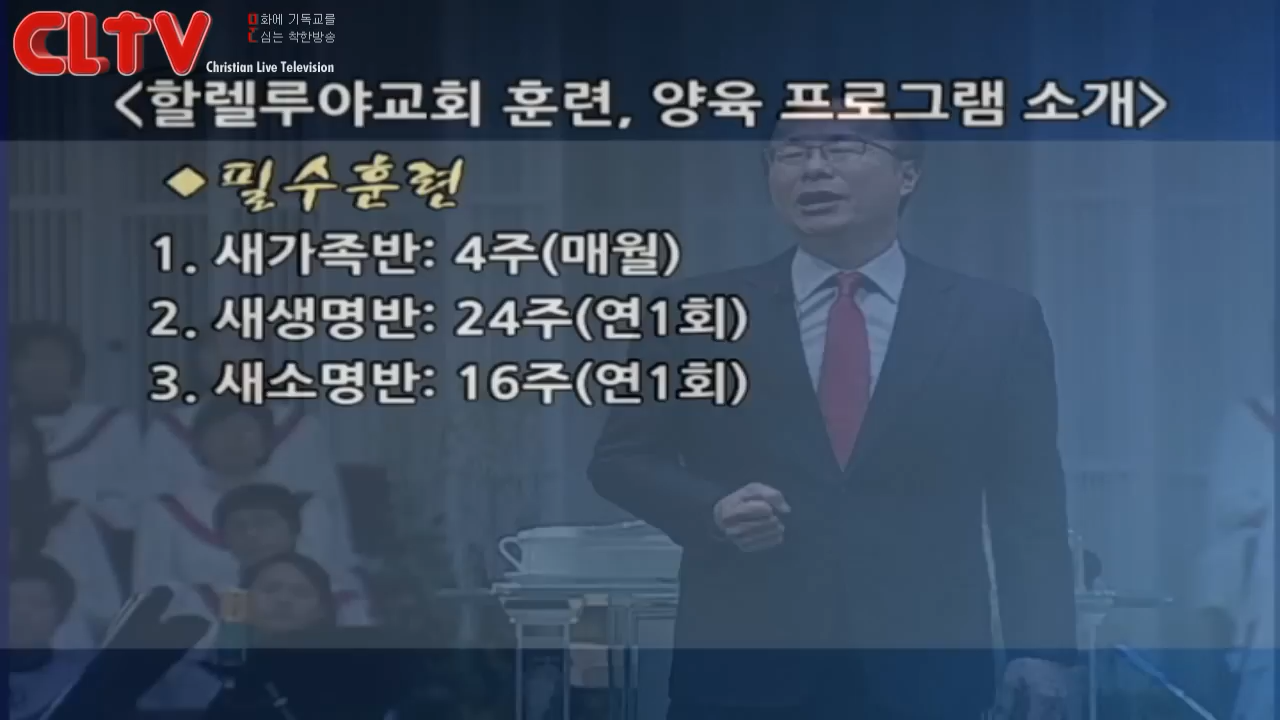 CLTV
문화에 기독교를
심는 착한방송
Christian Live Television
<할렐루야교회 훈련, 양육 프로그램 소개>
◆필수훈련
1. 새가족반: 4주(매월)
2. 새생명반: 24주(연1회)
3. 새소명반: 16주(연1회)